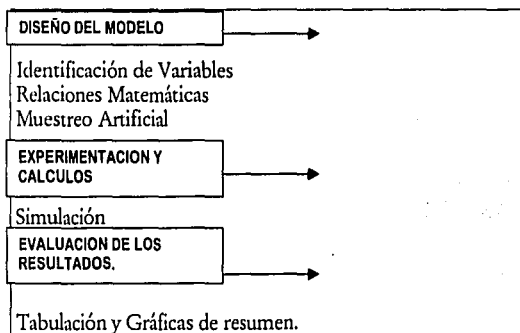 DISEÑO DEL MODELO
Identificación de Variables
Relaciones Matemáticas
Muestreo Artificial
EXPERIMENTACION Y
CALCULOS
Simulación
EVALUACION DE LOS
RESULTADOS.
Tabulación y Gráficas de resumen.